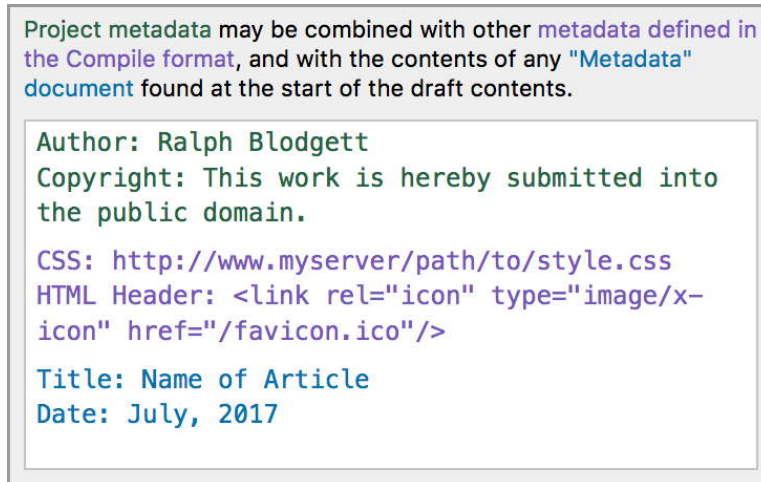 Project metadata may be combined with other metadata defined in
the Compile format, and with the contents of any "Metadata"
document found at the start of the draft contents.
Author: Ralph Blodgett
Copyright: This work is hereby submitted into
the public domain.
CSS: http://www.myserver/path/to/style.css
HTML Header: <link rel="icon" type="image/x-
icon" href="/favicon.ico"/>
Title: Name of Article
Date: July, 2017